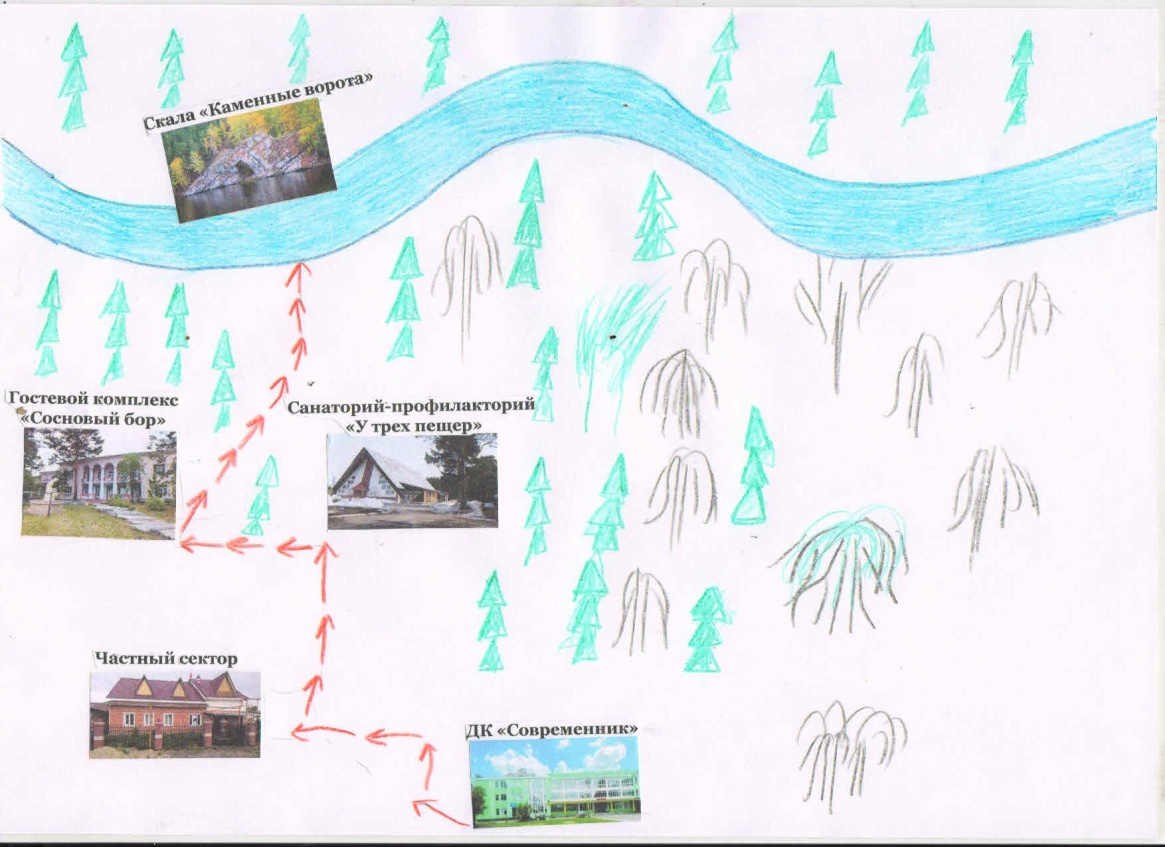 Скала «Каменные ворота»
Гостевой комплекс
«Сосновый бор»
Санаторий-профилакторий
«У трех пещер»
Частный сектор
ДК «Современник»